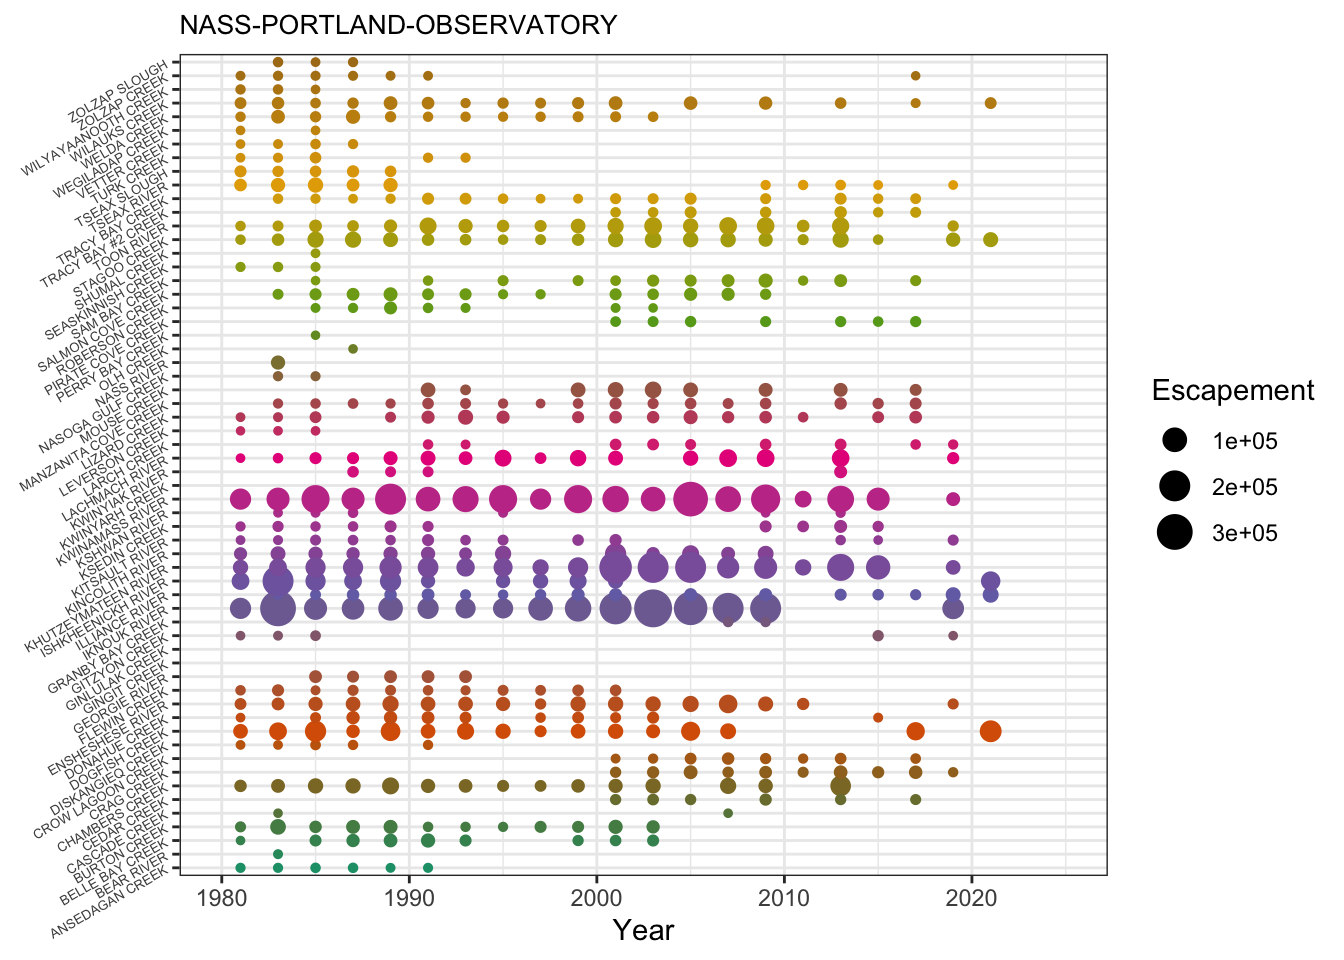 NASS-PORTLAND-OBSERVATORY
ZOLZAP SLOUGH
ZOLZAP CREEK
WILYAYAANOOTH CREEK
WILAUKS CREEK
WELDA CREEK
WEGILADAP CREEK
VETTER CREEK
TURK CREEK
TSEAX SLOUGH
TSEAX RIVER
TRACY BAY CREEK
TRACY BAY #2 CREEK
TOON RIVER
STAGOO CREEK
SHUMAL CREEK
SEASKINNISH CREEK
SAM BAY CREEK
SALMON COVE CREEK
ROBERSON CREEK
PIRATE COVE CREEK
PERRY BAY CREEK
OLH CREEK
NASS RIVER
NASOGA GULF CREEK
MOUSE CREEK
MANZANITA COVE CREEK
LIZARD CREEK
LEVERSON CREEK
LARCH CREEK
LACHMACH RIVER
KWINYIAK RIVER
KWINYARH CREEK
KWINAMASS RIVER
KSHWAN RIVER
KSEDIN CREEK
KITSAULT RIVER
KINCOLITH RIVER
KHUTZEYMATEEN RIVER
ISHKHEENICKH RIVER
ILLIANCE RIVER
IKNOUK RIVER
GRANBY BAY CREEK
GITZYON CREEK
GINLULAK CREEK
GINGIT CREEK
GEORGIE RIVER
FLEWIN CREEK
ENSHESHESE RIVER
DONAHUE CREEK
DOGFISH CREEK
DISKANGIEQ CREEK
CROW LAGOON CREEK
CRAG CREEK
CHAMBERS CREEK
CEDAR CREEK
CASCADE CREEK
BURTON CREEK
BELLE BAY CREEK
BEAR RIVER
ANSEDAGAN CREEK
1980 1990 2000 2010 2020
Year
Escapement
1e+05
2e+05
3e+05